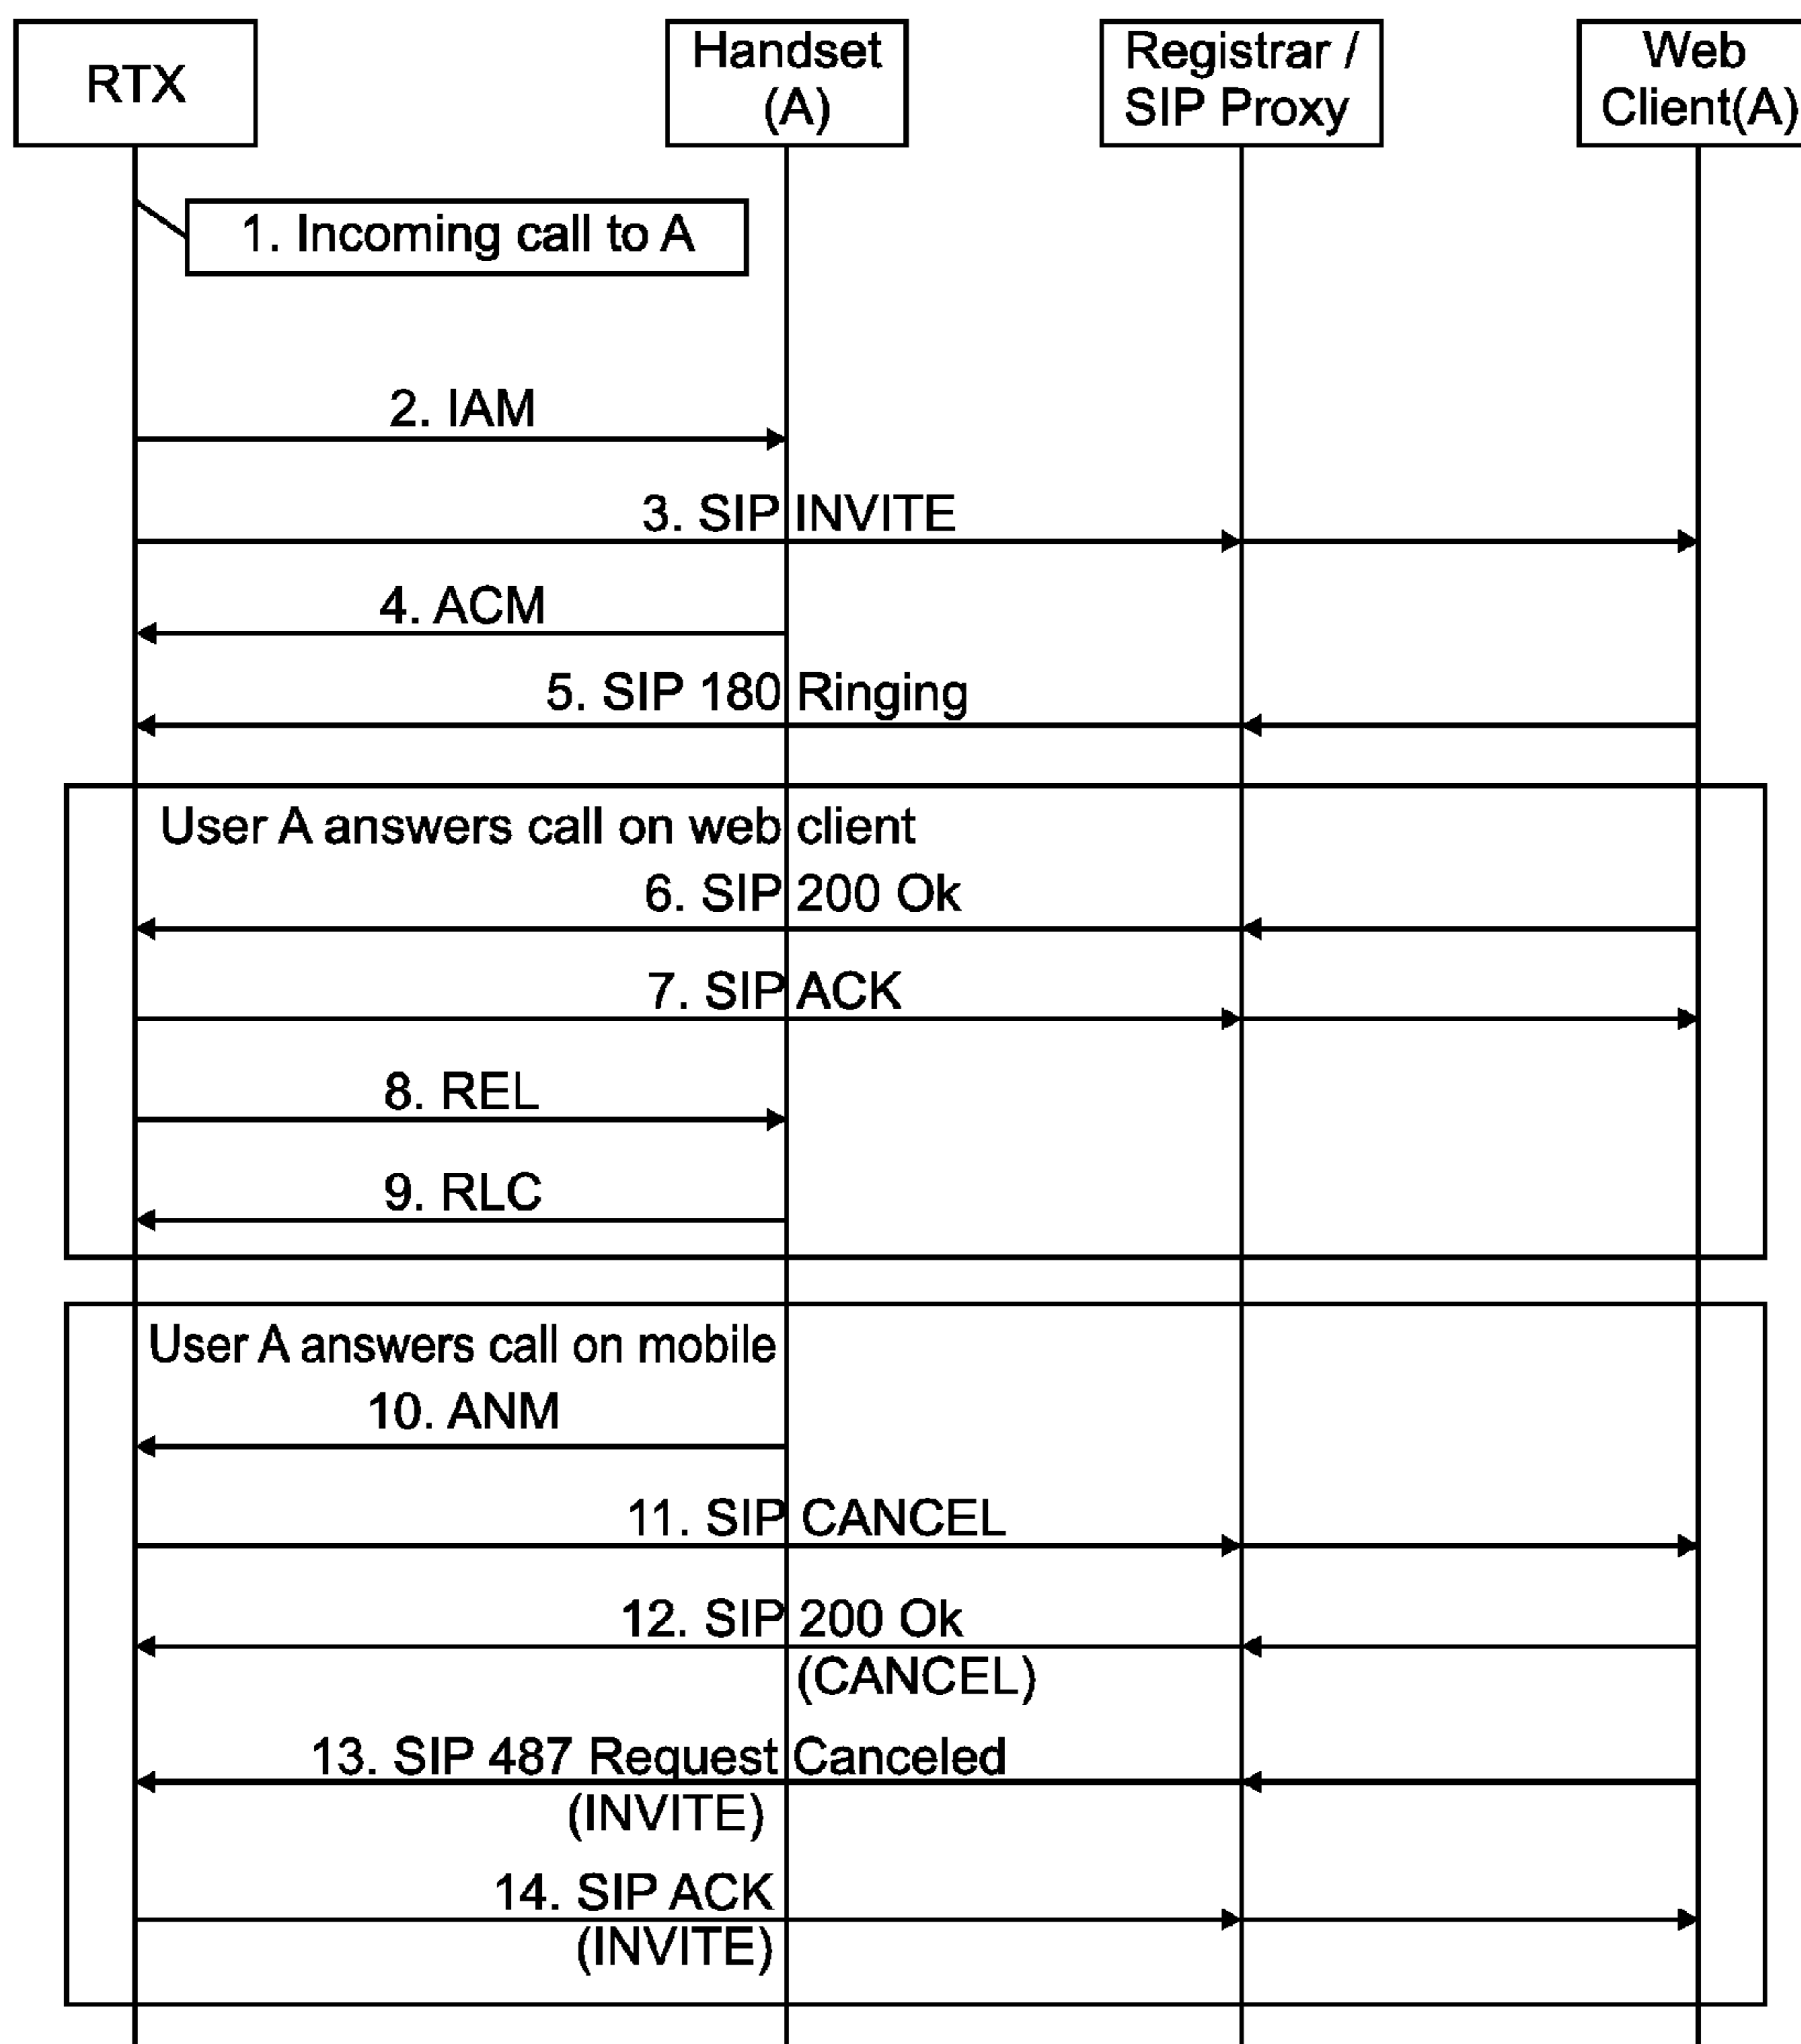 RTX
Handset
(A)
Registrar /
SIP Proxy
Web
Client(A)
1. Incoming call to A
2. IAM
3. SIP INVITE
4. ACM
5. SIP 180 Ringing
User A answers call on web client
6. SIP 200 Ok
7. SIP ACK
8. REL
9. RLC
User A answers call on mobile
10. ANM
11. SIP CANCEL
12. SIP 200 Ok
(CANCEL)
13. SIP 487 Request Canceled
(INVITE)
14. SIP ACK
(INVITE)